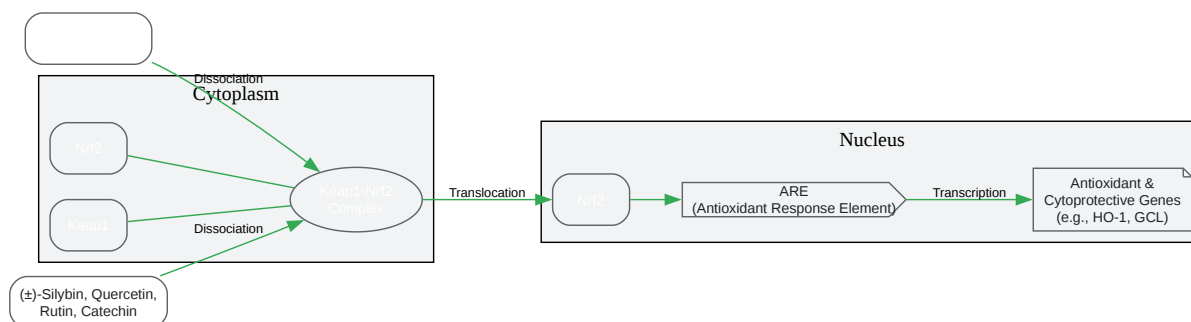 Dissociation
Cytoplasm
Nrf2
Keap1
Keap1-Nrf2
Complex
Dissociation
(±)-Silybin, Quercetin,
Rutin, Catechin
Translocation
Nucleus
Nrf2
ARE
(Antioxidant Response Element)
Transcription
Antioxidant &
Cytoprotective Genes
(e.g., HO-1, GCL)